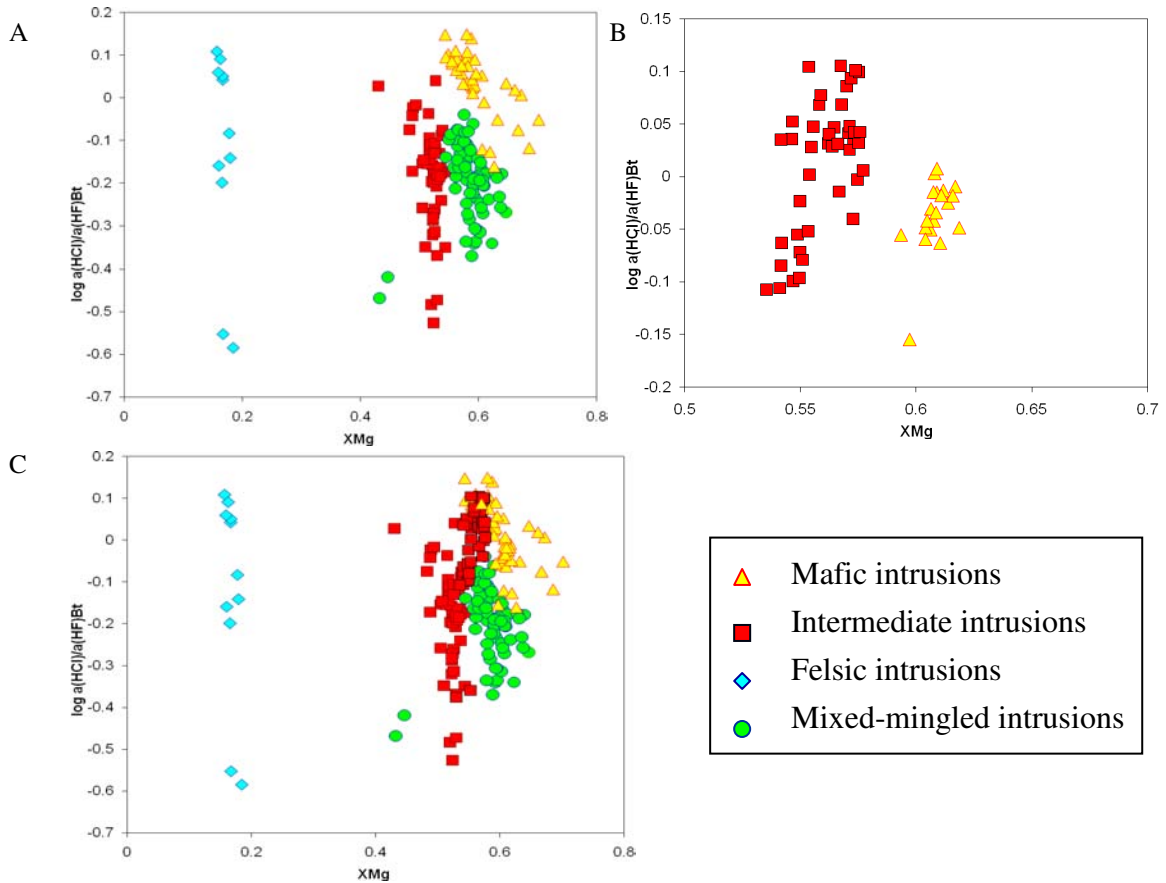 A
log a(HCl)/a(HF)Bt
0.2
0.1
0
-0.1
-0.2
-0.3
-0.4
-0.5
-0.6
-0.7
0 0.2 0.4 0.6 0.8
XMg
B
log a(HCl)/a(HF)Bt
0.15
0.1
0.05
0
-0.05
-0.1
-0.15
-0.2
0.5 0.55 0.6 0.65 0.7
XMg
C
log a(HCl)/a(HF)Bt
0.2
0.1
0
-0.1
-0.2
-0.3
-0.4
-0.5
-0.6
-0.7
0 0.2 0.4 0.6 0.8
XMg
Mafic intrusions
Intermediate intrusions
Felsic intrusions
Mixed-mingled intrusions